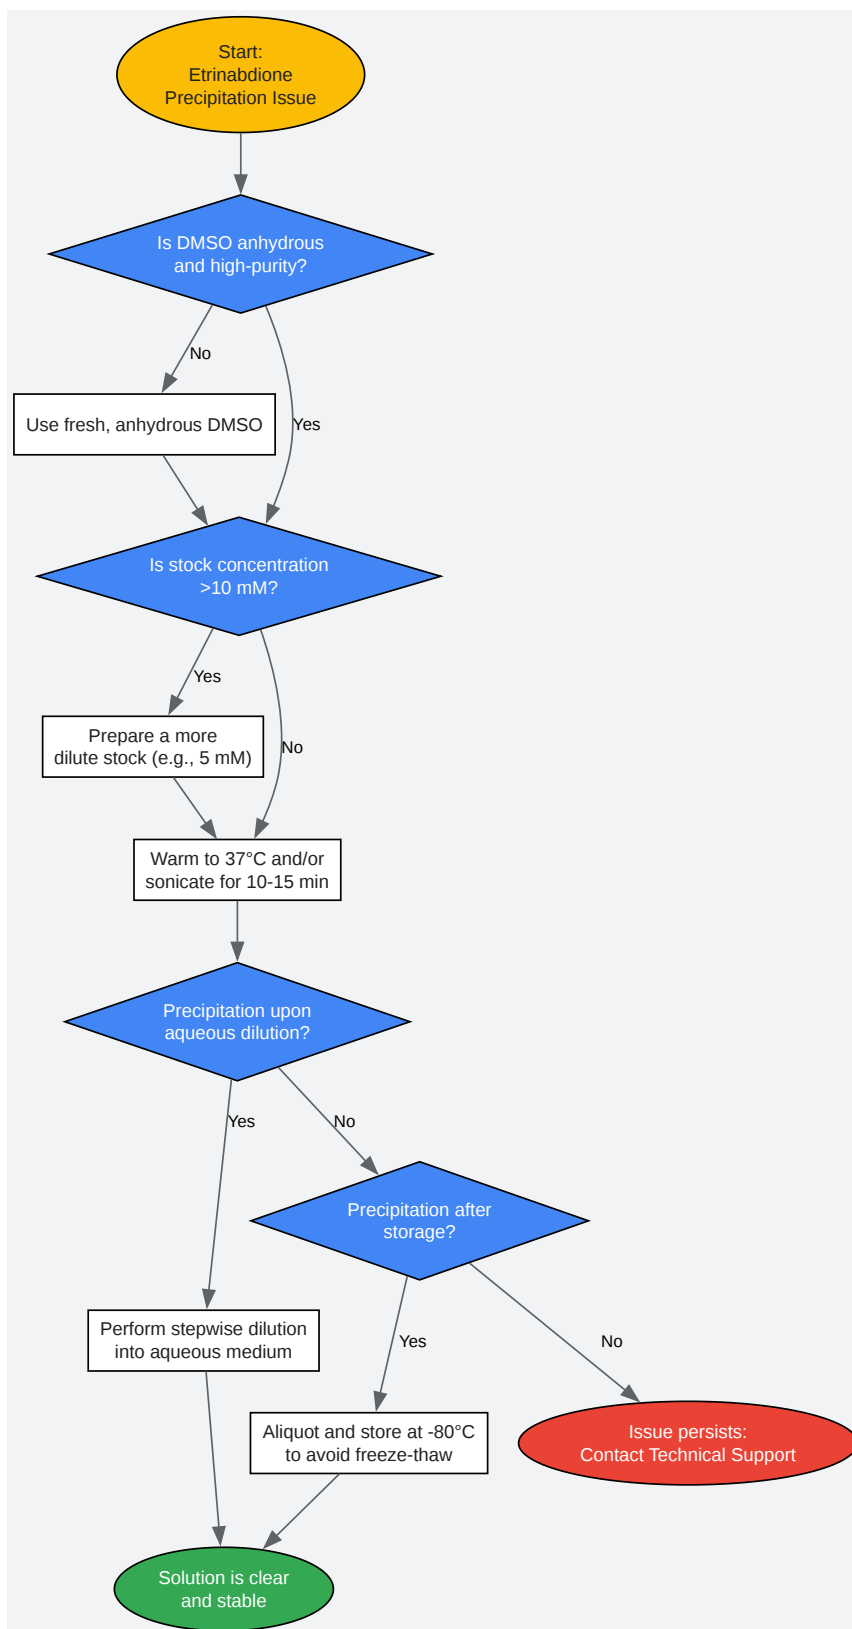 Start:
Etrinabdione
Precipitation Issue
Is DMSO anhydrous
and high-purity?
No
Yes
Use fresh, anhydrous DMSO
Is stock concentration
>10 mM?
Yes
No
Prepare a more
dilute stock (e.g., 5 mM)
Warm to 37°C and/or
sonicate for 10-15 min
Precipitation upon
aqueous dilution?
Yes
No
Precipitation after
storage?
Perform stepwise dilution
into aqueous medium
Yes
No
Aliquot and store at -80°C
to avoid freeze-thaw
Issue persists:
Contact Technical Support
Solution is clear
and stable